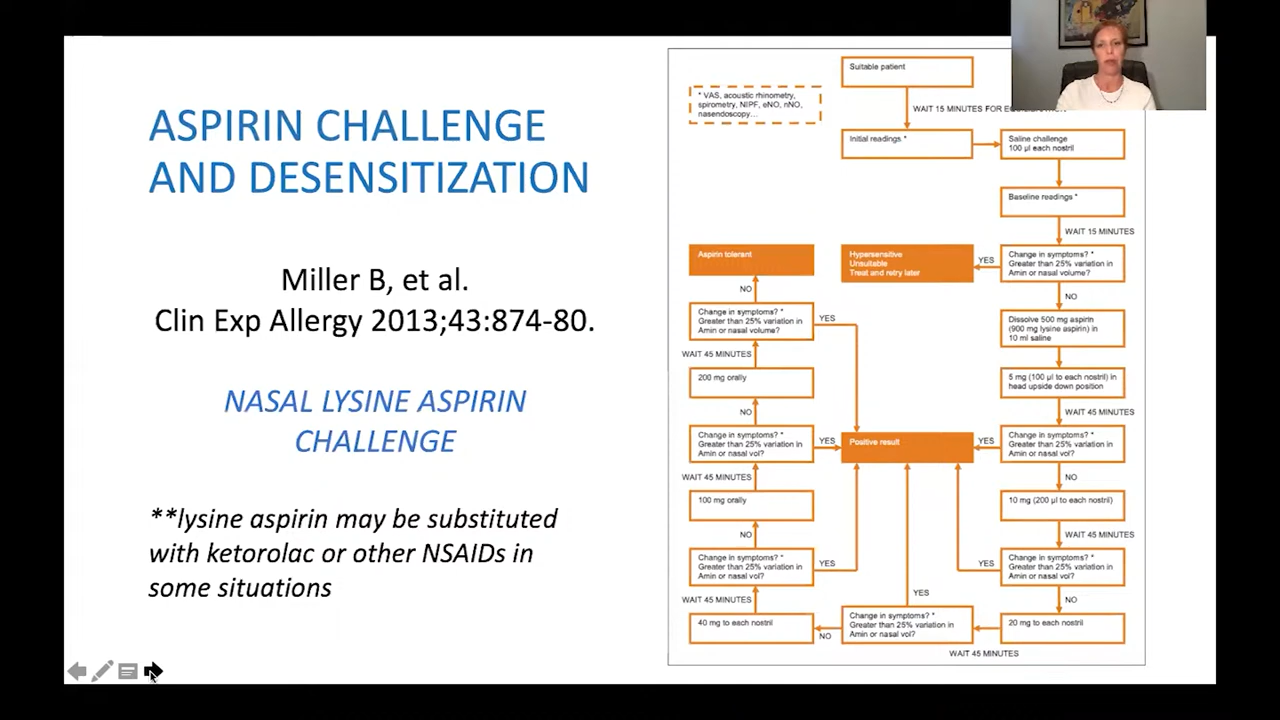 ASPIRIN CHALLENGE
AND DESENSITIZATION
Miller B, et al.
Clin Exp Allergy 2013;43:874-80.
NASAL LYSINE ASPIRIN
CHALLENGE
**lysine aspirin may be substituted
with ketorolac or other NSAIDs in
some situations
* VAS, acoustic rhinometry,
spirometry, NIPF, eNO, nNO,
nasendoscopy...
Suitable patient
WAIT 15 MINUTES FOR
Initial readings *
Saline challenge
100 µl each nostril
Baseline readings *
WAIT 15 MINUTES
Change in symptoms? *
Greater than 25% variation in
Amin or nasal volume?
YES
Hypersensitive
Unsuitable
Treat and retry later
NO
Dissolve 500 mg aspirin
(900 mg lysine aspirin) in
10 ml saline
5 mg (100 µl to each nostril) in
head upside down position
WAIT 45 MINUTES
Change in symptoms? *
Greater than 25% variation in
Amin or nasal vol?
YES
Positive result
NO
10 mg (200 µl to each nostril)
WAIT 45 MINUTES
Change in symptoms? *
Greater than 25% variation in
Amin or nasal vol?
YES
NO
20 mg to each nostril
WAIT 45 MINUTES
Change in symptoms? *
Greater than 25% variation in
Amin or nasal vol?
YES
NO
40 mg to each nostril
WAIT 45 MINUTES
Change in symptoms? *
Greater than 25% variation in
Amin or nasal vol?
YES
NO
100 mg orally
WAIT 45 MINUTES
Change in symptoms? *
Greater than 25% variation in
Amin or nasal vol?
YES
NO
200 mg orally
WAIT 45 MINUTES
Change in symptoms? *
Greater than 25% variation in
Amin or nasal volume?
YES
NO
Aspirin tolerant